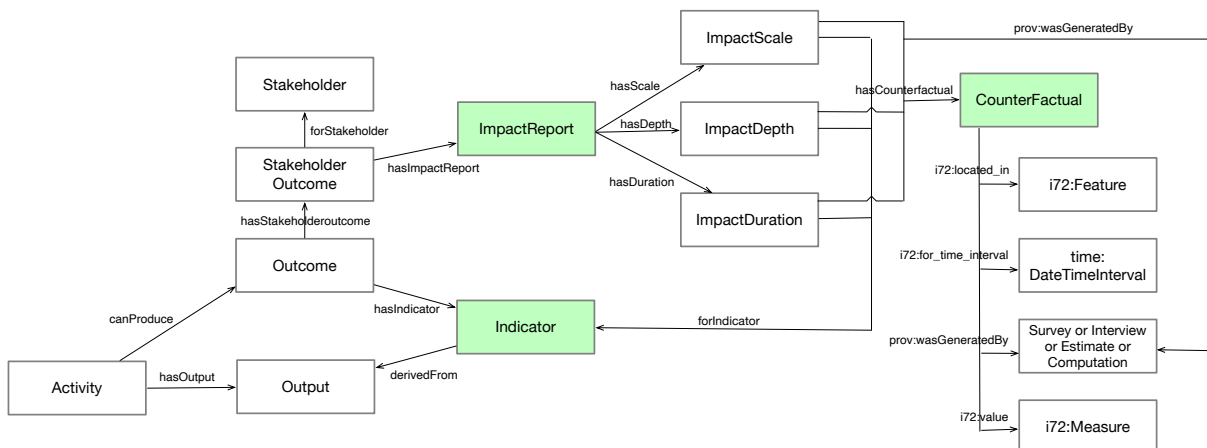 ImpactScale
prov:wasGeneratedBy
Stakeholder
hasScale
hasCounterfactual
CounterFactual
ImpactReport
hasDepth
ImpactDepth
forStakeholder
Stakeholder
Outcome
hasImpactReport
hasDuration
i72:located_in
i72:Feature
hasStakeholderoutcome
ImpactDuration
Outcome
i72:for_time_interval
time:
DateTimeInterval
canProduce
hasIndicator
Indicator
forIndicator
prov:wasGeneratedBy
Survey or Interview
or Estimate or
Computation
Activity
hasOutput
Output
derivedFrom
i72:value
i72:Measure